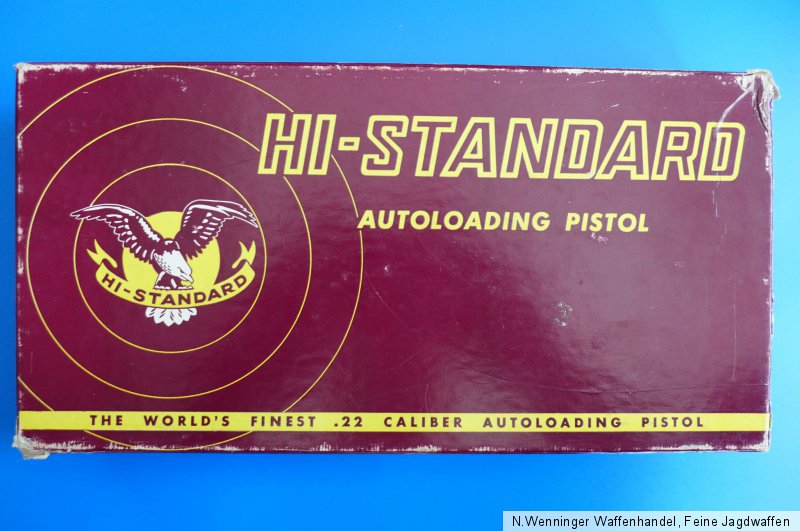 HI-STANDARD
AUTOLOADING PISTOL
HI-STANDARD
THE WORLD'S FINEST .22 CALIBER AUTOLOADING PISTOL
N.Wenninger Waffenhandel, Feine Jagdwaffen